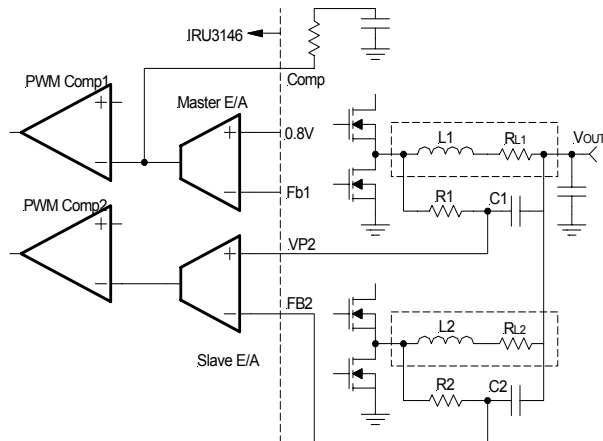 IRU3146
Comp
PWM Comp1
Master E/A
+
−
+
−
0.8V
Fb1
L1
RL1
VOUT
R1
C1
PWM Comp2
+
−
+
−
VP2
FB2
Slave E/A
L2
RL2
R2
C2